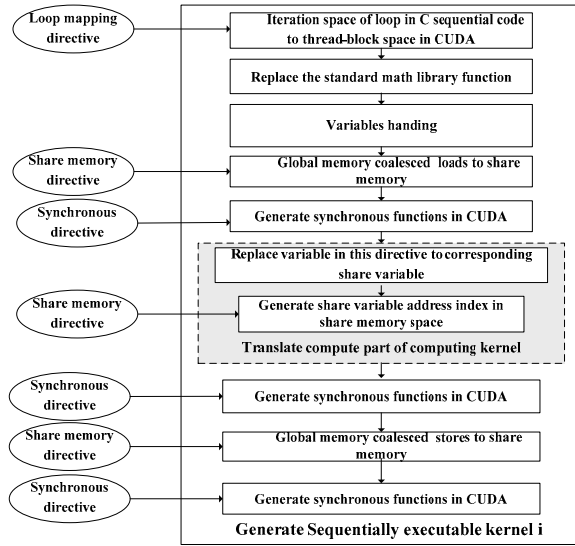 Loop mapping
directive
Iteration space of loop in C sequential code
to thread-block space in CUDA
Replace the standard math library function
Variables handing
Share memory
directive
Global memory coalesced loads to share
memory
Synchronous
directive
Generate synchronous functions in CUDA
Replace variable in this directive to corresponding
share variable
Share memory
directive
Generate share variable address index in
share memory space
Translate compute part of computing kernel
Synchronous
directive
Generate synchronous functions in CUDA
Share memory
directive
Global memory coalesced stores to share
memory
Synchronous
directive
Generate synchronous functions in CUDA
Generate Sequentially executable kernel i